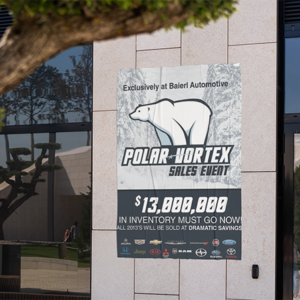 Exclusively at Baierl Automotive
POLAR VORTEX
SALES EVENT
$13,000,000
IN INVENTORY MUST GO NOW!
ALL 2013'S WILL BE SOLD AT DRAMATIC SAVINGS